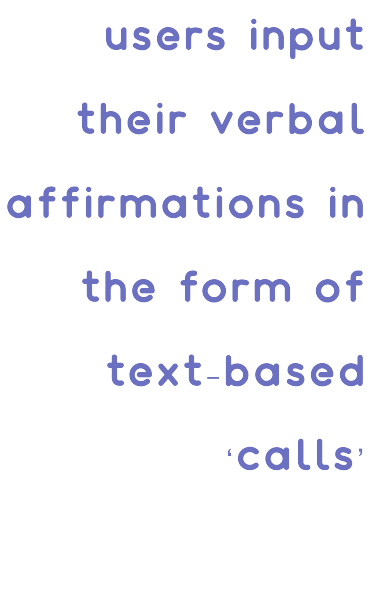 users input
their verbal
affirmations in
the form of
text-based
‘calls’